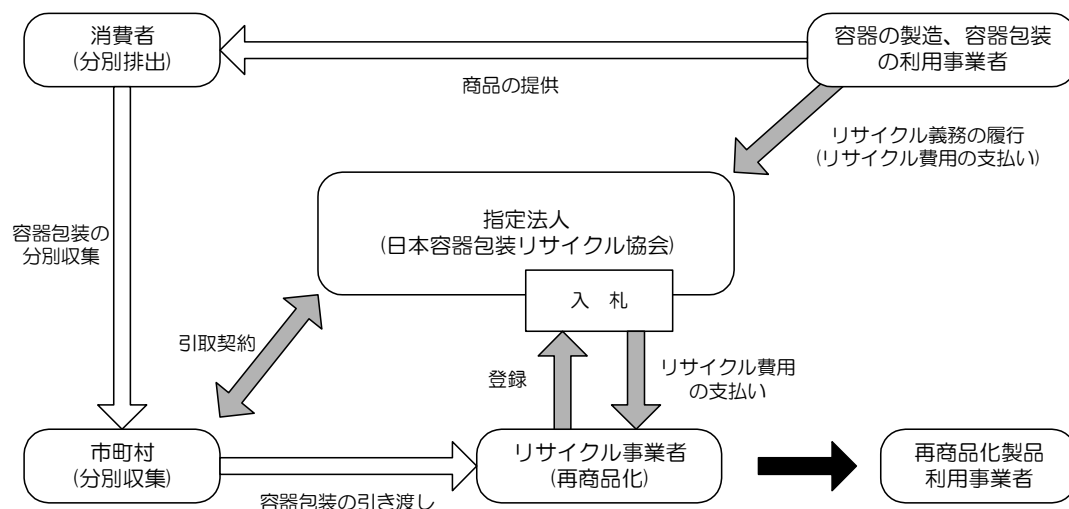 消費者
(分別排出)
容器の製造、容器包装
の利用事業者
商品の提供
リサイクル義務の履行
(リサイクル費用の支払い)
指定法人
(日本容器包装リサイクル協会)
容器包装の
分別収集
入 札
引取契約
登録
リサイクル費用
の支払い
市町村
(分別収集)
リサイクル事業者
(再商品化)
再商品化製品
利用事業者
容器包装の引き渡し